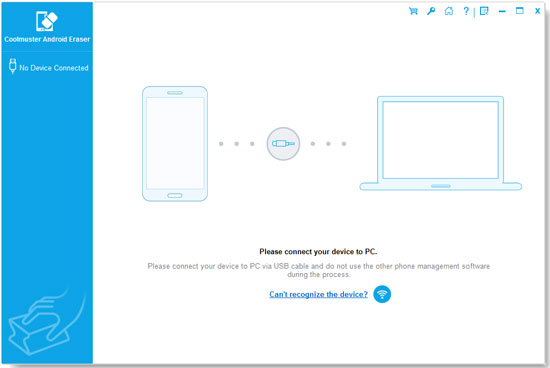 Coolmuster Android Eraser
No Device Connected
Please connect your device to PC.
Please connect your device to PC via USB cable and do not use the other phone management software
during the process.
Can't recognize the device?